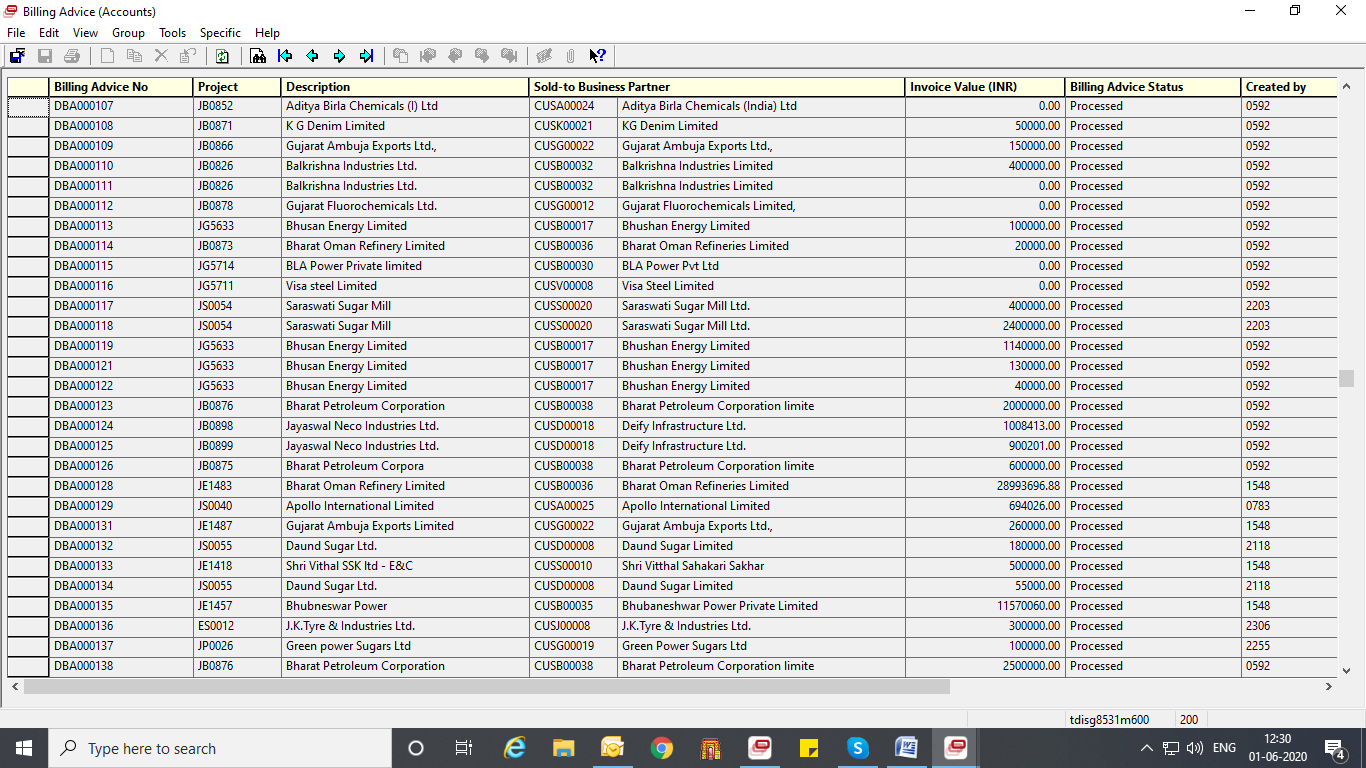 Billing Advice (Accounts)
File Edit View Group Tools Specific Help
Billing Advice No Project Description Sold-to Business Partner Invoice Value (INR) Billing Advice Status Created by
DBA000107 JB0852 Aditya Birla Chemicals (I) Ltd CUSA00024 Aditya Birla Chemicals (India) Ltd 0.00 Processed 0592
DBA000108 JB0871 K G Denim Limited CUSK00021 KG Denim Limited 50000.00 Processed 0592
DBA000109 JB0866 Gujarat Ambuja Exports Ltd., CUSG00022 Gujarat Ambuja Exports Ltd., 150000.00 Processed 0592
DBA000110 JB0826 Balkrishna Industries Ltd. CUSB00032 Balkrishna Industries Limited 400000.00 Processed 0592
DBA000111 JB0826 Balkrishna Industries Ltd. CUSB00032 Balkrishna Industries Limited 0.00 Processed 0592
DBA000112 JB0878 Gujarat Fluorochemicals Ltd. CUSG00012 Gujarat Fluorochemicals Limited, 0.00 Processed 0592
DBA000113 JG5633 Bhusan Energy Limited CUSB00017 Bhushan Energy Limited 100000.00 Processed 0592
DBA000114 JB0873 Bharat Oman Refinery Limited CUSB00036 Bharat Oman Refineries Limited 20000.00 Processed 0592
DBA000115 JG5714 BLA Power Private limited CUSB00030 BLA Power Pvt Ltd 0.00 Processed 0592
DBA000116 JG5711 Visa steel Limited CUSV00008 Visa Steel Limited 0.00 Processed 0592
DBA000117 JS0054 Saraswati Sugar Mill CUSS00020 Saraswati Sugar Mill Ltd. 400000.00 Processed 2203
DBA000118 JS0054 Saraswati Sugar Mill CUSS00020 Saraswati Sugar Mill Ltd. 2400000.00 Processed 2203
DBA000119 JG5633 Bhusan Energy Limited CUSB00017 Bhushan Energy Limited 1140000.00 Processed 0592
DBA000121 JG5633 Bhusan Energy Limited CUSB00017 Bhushan Energy Limited 130000.00 Processed 0592
DBA000122 JG5633 Bhusan Energy Limited CUSB00017 Bhushan Energy Limited 40000.00 Processed 0592
DBA000123 JB0876 Bharat Petroleum Corporation CUSB00038 Bharat Petroleum Corporation limite 2000000.00 Processed 0592
DBA000124 JB0898 Jayaswal Neco Industries Ltd. CUSD00018 Deify Infrastructure Ltd. 1008413.00 Processed 0592
DBA000125 JB0899 Jayaswal Neco Industries Ltd. CUSD00018 Deify Infrastructure Ltd. 900201.00 Processed 0592
DBA000126 JB0875 Bharat Petroleum Corpora CUSB00038 Bharat Petroleum Corporation limite 600000.00 Processed 0592
DBA000128 JE1483 Bharat Oman Refinery Limited CUSB00036 Bharat Oman Refineries Limited 28993696.88 Processed 1548
DBA000129 JS0040 Apollo International Limited CUSA00025 Apollo International Limited 694026.00 Processed 0783
DBA000131 JE1487 Gujarat Ambuja Exports Limited CUSG00022 Gujarat Ambuja Exports Ltd., 260000.00 Processed 1548
DBA000132 JS0055 Daund Sugar Ltd. CUSD00008 Daund Sugar Limited 180000.00 Processed 2118
DBA000133 JE1418 Shri Vithal SSK ltd - E&C CUSS00010 Shri Vitthal Sahakari Sakhar 500000.00 Processed 1548
DBA000134 JS0055 Daund Sugar Ltd. CUSD00008 Daund Sugar Limited 55000.00 Processed 2118
DBA000135 JE1457 Bhubneswar Power CUSB00035 Bhubaneshwar Power Private Limited 11570060.00 Processed 1548
DBA000136 ES0012 J.K.Tyre & Industries Ltd. CUSJ00008 J.K.Tyre & Industries Ltd. 300000.00 Processed 2306
DBA000137 JP0026 Green power Sugars Ltd CUSG00019 Green Power Sugars Ltd 100000.00 Processed 2255
DBA000138 JB0876 Bharat Petroleum Corporation CUSB00038 Bharat Petroleum Corporation limite 2500000.00 Processed 0592
tdisg8531m600 200
Type here to search
ENG
12:30
01-06-2020
4